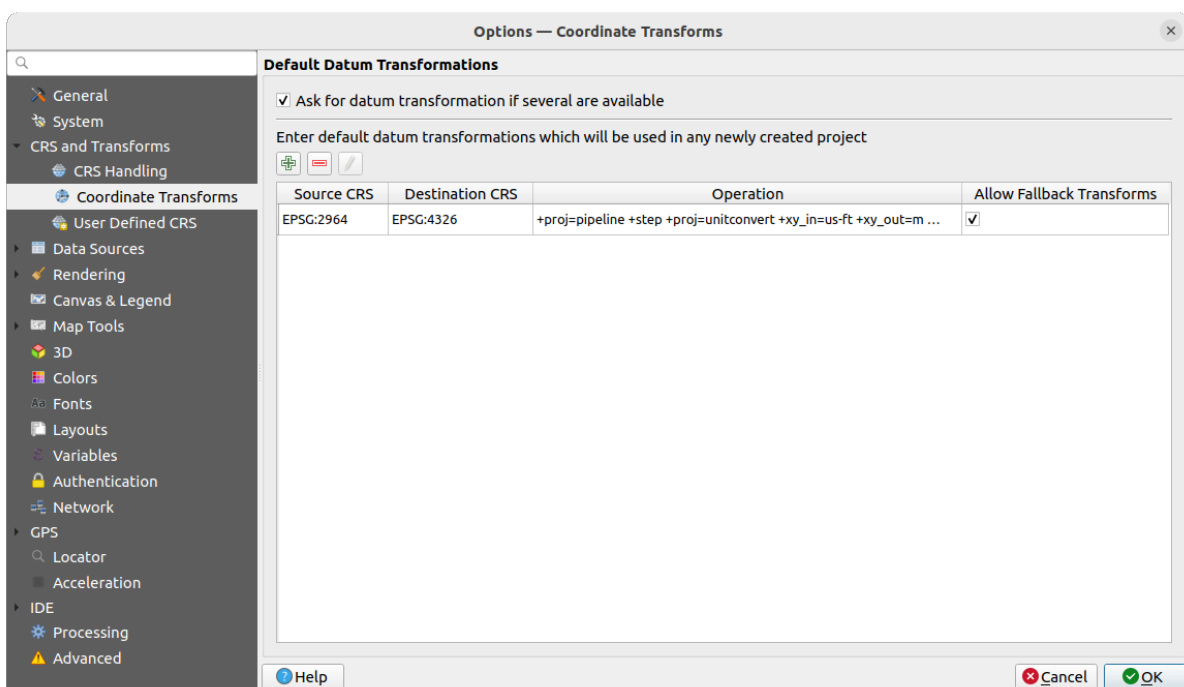 Options — Coordinate Transforms
General
System
CRS and Transforms
CRS Handling
Coordinate Transforms
User Defined CRS
Data Sources
Rendering
Canvas & Legend
Map Tools
3D
Colors
Aa Fonts
Layouts
Variables
Authentication
Network
GPS
Locator
Acceleration
IDE
Processing
Advanced
Default Datum Transformations
Ask for datum transformation if several are available
Enter default datum transformations which will be used in any newly created project
Source CRS Destination CRS Operation Allow Fallback Transforms
EPSG:2964 EPSG:4326 +proj=pipeline +step +proj=unitconvert +xy_in=us-ft +xy_out=m ...
Help Cancel OK